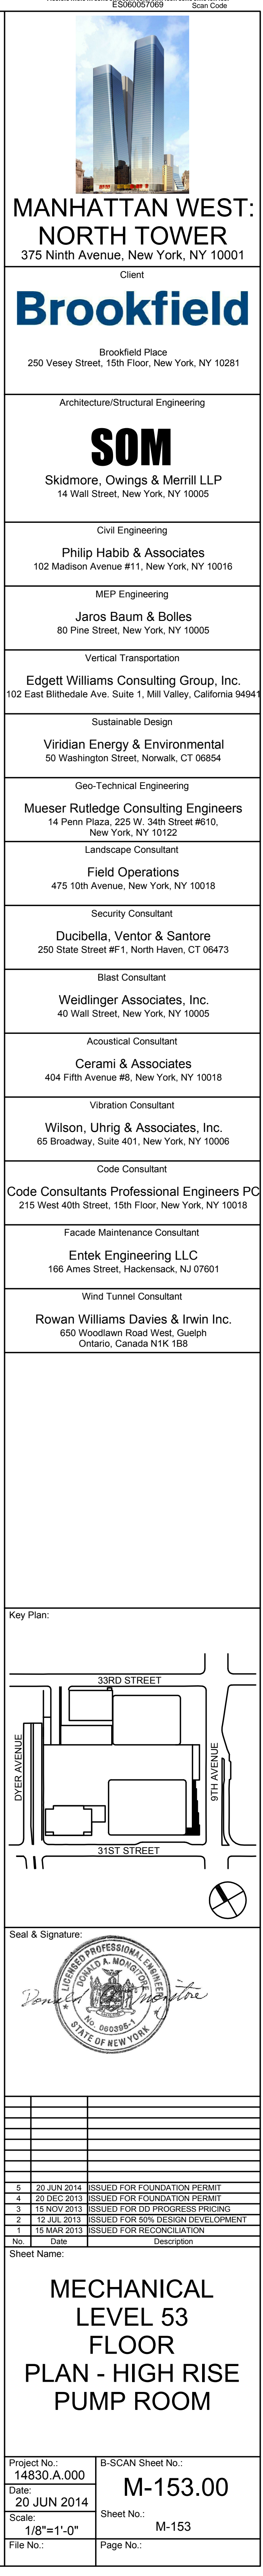 ES060057069
Scan Code
MANHATTAN WEST:
NORTH TOWER
375 Ninth Avenue, New York, NY 10001
Client
Brookfield
Brookfield Place
250 Vesey Street, 15th Floor, New York, NY 10281
Architecture/Structural Engineering
SOM
Skidmore, Owings & Merrill LLP
14 Wall Street, New York, NY 10005
Civil Engineering
Philip Habib & Associates
102 Madison Avenue #11, New York, NY 10016
MEP Engineering
Jaros Baum & Bolles
80 Pine Street, New York, NY 10005
Vertical Transportation
Edgett Williams Consulting Group, Inc.
102 East Blithedale Ave. Suite 1, Mill Valley, California 94941
Sustainable Design
Viridian Energy & Environmental
50 Washington Street, Norwalk, CT 06854
Geo-Technical Engineering
Mueser Rutledge Consulting Engineers
14 Penn Plaza, 225 W. 34th Street #610,
New York, NY 10122
Landscape Consultant
Field Operations
475 10th Avenue, New York, NY 10018
Security Consultant
Ducibella, Ventor & Santore
250 State Street #F1, North Haven, CT 06473
Blast Consultant
Weidlinger Associates, Inc.
40 Wall Street, New York, NY 10005
Acoustical Consultant
Cerami & Associates
404 Fifth Avenue #8, New York, NY 10018
Vibration Consultant
Wilson, Uhrig & Associates, Inc.
65 Broadway, Suite 401, New York, NY 10006
Code Consultant
Code Consultants Professional Engineers PC
215 West 40th Street, 15th Floor, New York, NY 10018
Facade Maintenance Consultant
Entek Engineering LLC
166 Ames Street, Hackensack, NJ 07601
Wind Tunnel Consultant
Rowan Williams Davies & Irwin Inc.
650 Woodlawn Road West, Guelph
Ontario, Canada N1K 1B8
Key Plan:
33RD STREET
DYER AVENUE
9TH AVENUE
31ST STREET
Seal & Signature:
LICENSED PROFESSIONAL ENGINEER
DONALD A. MONGITORE
No. 060395-1
STATE OF NEW YORK
Donald A Mongitore
5 20 JUN 2014 ISSUED FOR FOUNDATION PERMIT
4 20 DEC 2013 ISSUED FOR FOUNDATION PERMIT
3 15 NOV 2013 ISSUED FOR DD PROGRESS PRICING
2 12 JUL 2013 ISSUED FOR 50% DESIGN DEVELOPMENT
1 15 MAR 2013 ISSUED FOR RECONCILIATION
No. Date Description
Sheet Name:
MECHANICAL
LEVEL 53
FLOOR
PLAN - HIGH RISE
PUMP ROOM
Project No.:
14830.A.000
Date:
20 JUN 2014
Scale:
1/8"=1'-0"
File No.:
B-SCAN Sheet No.:
M-153.00
Sheet No.:
M-153
Page No.: